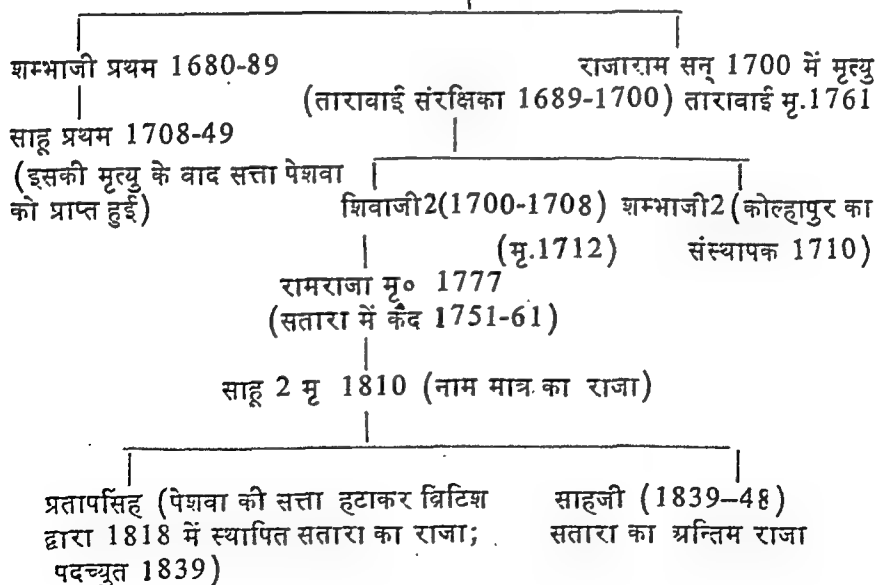 शम्भाजी प्रथम 1680-89
राजाराम सन् 1700 में मृत्यु
(तारावाई संरक्षिका 1689-1700) तारावाई मृ.1761
साहू प्रथम 1708-49
(इसकी मृत्यु के वाद सत्ता पेशवा
को प्राप्त हुई)
शिवाजी2(1700-1708) शम्भाजी2(कोल्हापुर का
(मृ.1712) संस्थापक 1710)
रामराजा मृ० 1777
(सतारा में कैद 1751-61)
साहू 2 मृ 1810 (नाम मात्र का राजा)
प्रतापसिंह (पेशवा की सत्ता हटाकर व्रिटिश
द्वारा 1818 में स्थापित सतारा का राजा;
पदच्युत 1839)
साहजी (1839–48)
सतारा का अन्तिम राजा